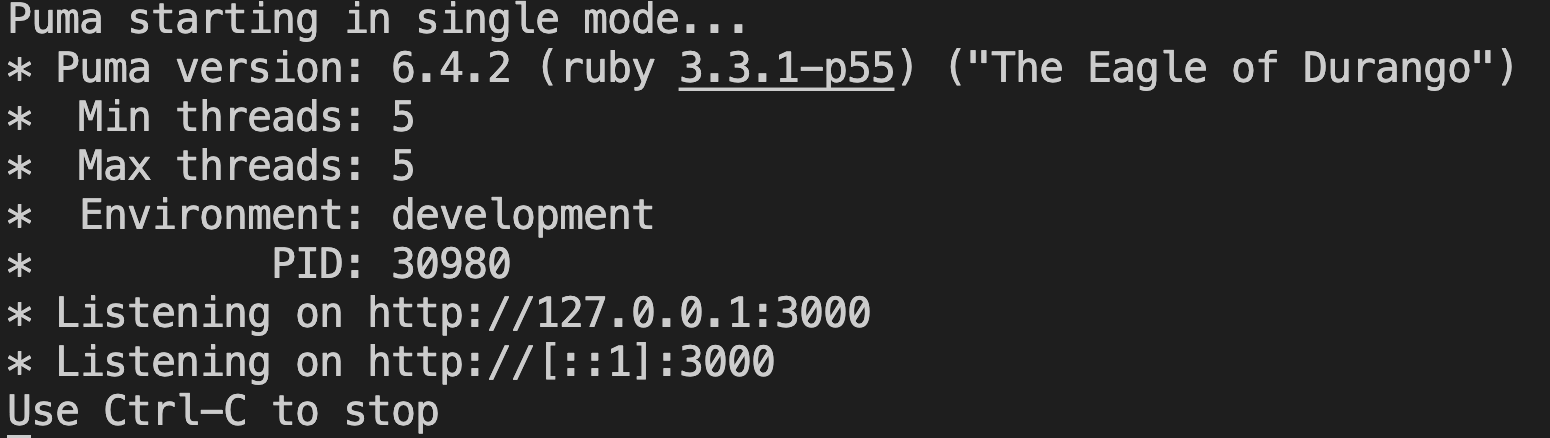 Puma starting in single mode...
* Puma version: 6.4.2 (ruby 3.3.1-p55) ("The Eagle of Durango")
*  Min threads: 5
*  Max threads: 5
*  Environment: development
*          PID: 30980
* Listening on http://127.0.0.1:3000
* Listening on http://[::1]:3000
Use Ctrl-C to stop